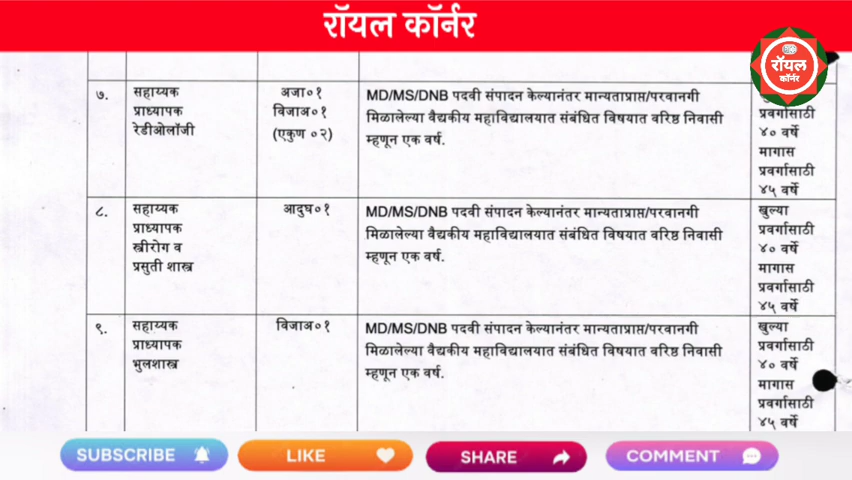 रॉयल कॉर्नर
रॉयल
कॉर्नर
७.
सहाय्यक
प्राध्यापक
रेडीओलॉजी
अजा०१
विजाअ०१
(एकुण ०२)
MD/MS/DNB पदवी संपादन केल्यानंतर मान्यताप्राप्त/परवानगी
मिळालेल्या वैद्यकीय महाविद्यालयात संबंधित विषयात वरिष्ठ निवासी
म्हणून एक वर्ष.
प्रवर्गासाठी
४० वर्षे
मागास
प्रवर्गासाठी
४५ वर्षे
८.
सहाय्यक
प्राध्यापक
स्त्रीरोग व
प्रसुती शास्त्र
आदुघ०१
MD/MS/DNB पदवी संपादन केल्यानंतर मान्यताप्राप्त/परवानगी
मिळालेल्या वैद्यकीय महाविद्यालयात संबंधित विषयात वरिष्ठ निवासी
म्हणून एक वर्ष.
खुल्या
प्रवर्गासाठी
४० वर्षे
मागास
प्रवर्गासाठी
४५ वर्षे
९.
सहाय्यक
प्राध्यापक
भुलशास्त्र
विजाअ०१
MD/MS/DNB पदवी संपादन केल्यानंतर मान्यताप्राप्त/परवानगी
मिळालेल्या वैद्यकीय महाविद्यालयात संबंधित विषयात वरिष्ठ निवासी
म्हणून एक वर्ष.
खुल्या
प्रवर्गासाठी
४० वर्षे
मागास
प्रवर्गासाठी
४५ वर्षे
SUBSCRIBE
LIKE
SHARE
COMMENT